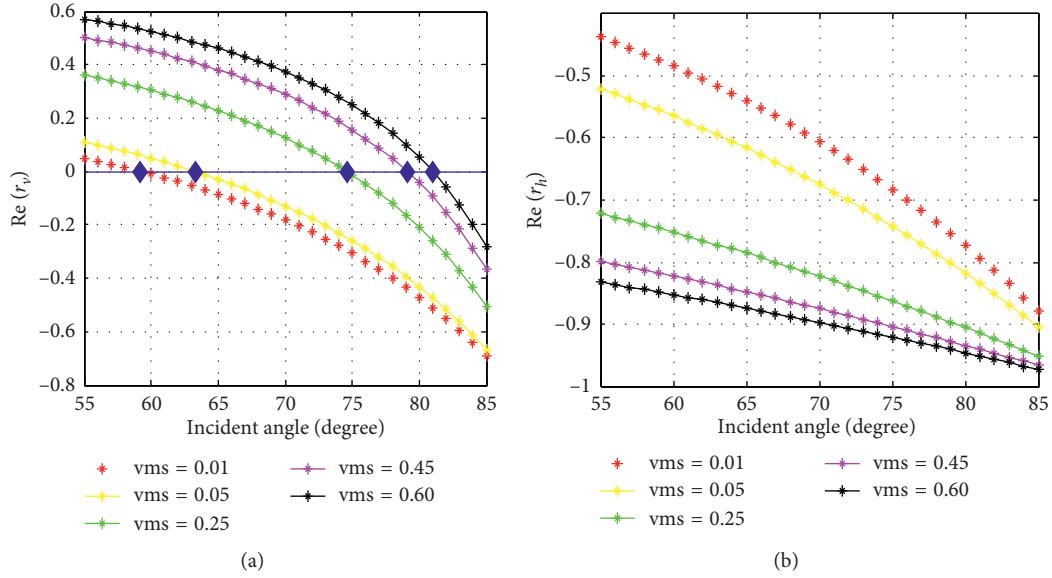 0.6
0.4
0.2
0
−0.2
−0.4
−0.6
−0.8
Re (r_v)
55 60 65 70 75 80 85
Incident angle (degree)
vms = 0.01
vms = 0.05
vms = 0.25
vms = 0.45
vms = 0.60
(a)
−0.5
−0.6
−0.7
−0.8
−0.9
−1
Re (r_h)
55 60 65 70 75 80 85
Incident angle (degree)
vms = 0.01
vms = 0.05
vms = 0.25
vms = 0.45
vms = 0.60
(b)